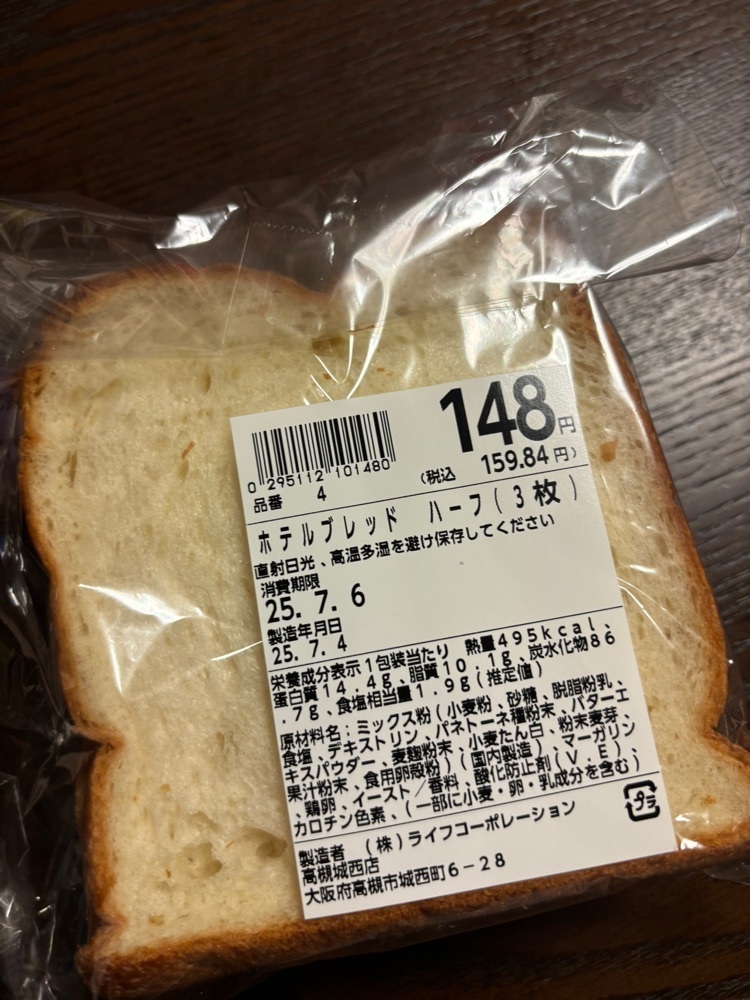 148円
(税込 159.84円)
0 295112 101480
品番 4
ホテルブレッド ハーフ(3枚)
直射日光、高温多湿を避け保存してください
消費期限
25.7.6
製造年月日
25.7.4
栄養成分表示1包装当たり 熱量495kcal、
蛋白質14.4g、脂質10.1g、炭水化物86
.7g、食塩相当量1.9g(推定値)
原材料名:ミックス粉(小麦粉、砂糖、脱脂粉乳、
食塩、デキストリン、パネトーネ種粉末、バターエ
キスパウダー、麦麹粉末、小麦たん白、粉末麦芽、
果汁粉末、食用卵殻粉)(国内製造)、マーガリン
、鶏卵、イースト/香料、酸化防止剤(V.E)、
カロチン色素、(一部に小麦・卵・乳成分を含む)
プラ
製造者 (株)ライフコーポレーション
高槻城西店
大阪府高槻市城西町6-28